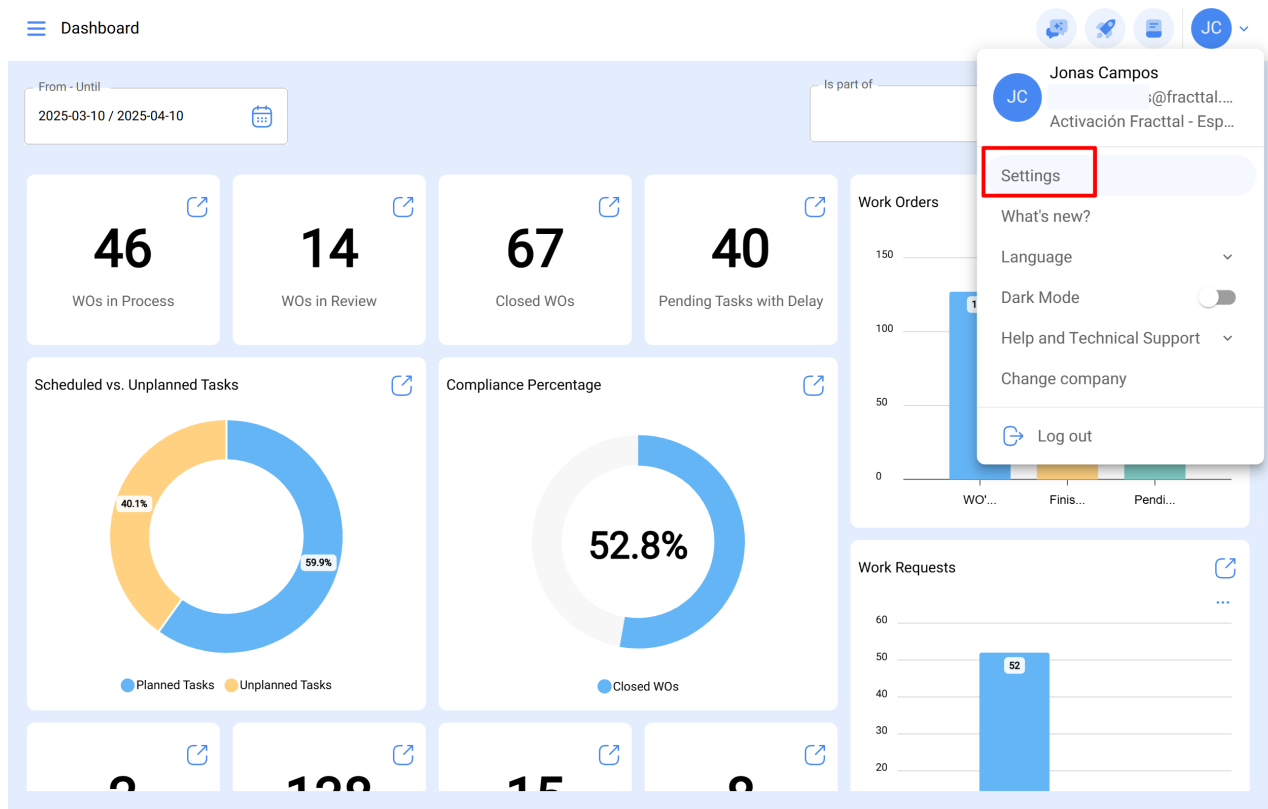 Dashboard
JC
Jonas Campos
JC
s@fracttal....
Activación Fracttal - Esp...
From - Until
2025-03-10 / 2025-04-10
Is part of
Settings
What's new?
Language
Dark Mode
Help and Technical Support
Change company
Log out
46
WOs in Process
14
WOs in Review
67
Closed WOs
40
Pending Tasks with Delay
Work Orders
150
100
50
0
WO'...
Finis...
Pendi...
Scheduled vs. Unplanned Tasks
40.1%
59.9%
Planned Tasks
Unplanned Tasks
Compliance Percentage
52.8%
Closed WOs
Work Requests
60
50
52
40
30
20